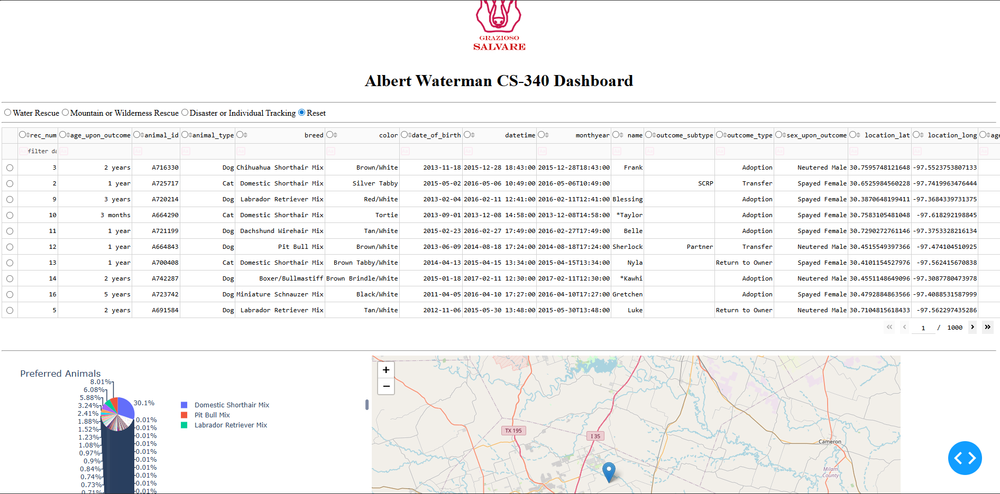 GRAZIOSO
SALVARE
Albert Waterman CS-340 Dashboard
Water Rescue Mountain or Wilderness Rescue Disaster or Individual Tracking Reset
rec_num age_upon_outcome animal_id animal_type breed color date_of_birth datetime monthyear name outcome_subtype outcome_type sex_upon_outcome location_lat location_long age
filter da
3 2 years A716330 Dog Chihuahua Shorthair Mix Brown/White 2013-11-18 2015-12-28 18:43:00 2015-12-28T18:43:00 Frank Adoption Neutered Male 30.7595748121648 -97.5523753807133
2 1 year A725717 Cat Domestic Shorthair Mix Silver Tabby 2015-05-02 2016-05-06 10:49:00 2016-05-06T10:49:00 SCRP Transfer Spayed Female 30.6525984560228 -97.7419963476444
9 3 years A720214 Dog Labrador Retriever Mix Red/White 2013-02-04 2016-02-11 12:41:00 2016-02-11T12:41:00 Blessing Adoption Spayed Female 30.3870648199411 -97.3684339731375
10 3 months A664290 Cat Domestic Shorthair Mix Tortie 2013-09-01 2013-12-08 14:58:00 2013-12-08T14:58:00 *Taylor Adoption Spayed Female 30.7583105481048 -97.618292198845
11 1 year A721199 Dog Dachshund Wirehair Mix Tan/White 2015-02-23 2016-02-27 17:49:00 2016-02-27T17:49:00 Belle Adoption Spayed Female 30.7290272761146 -97.3753328216134
12 1 year A664843 Dog Pit Bull Mix Brown/White 2013-06-09 2014-08-18 17:24:00 2014-08-18T17:24:00 Sherlock Partner Transfer Neutered Male 30.4515549397366 -97.474104510925
13 1 year A700408 Cat Domestic Shorthair Mix Brown Tabby/White 2014-04-13 2015-04-15 13:34:00 2015-04-15T13:34:00 Nyla Return to Owner Spayed Female 30.4101154527976 -97.562415670838
14 2 years A742287 Dog Boxer/Bullmastiff Brown Brindle/White 2015-01-18 2017-02-11 12:30:00 2017-02-11T12:30:00 *Kawhi Adoption Neutered Male 30.4551148649096 -97.3087780473978
16 5 years A723742 Dog Miniature Schnauzer Mix Black/White 2011-04-05 2016-04-10 17:27:00 2016-04-10T17:27:00 Gretchen Adoption Spayed Female 30.4792884863566 -97.4088531587999
5 2 years A691584 Dog Labrador Retriever Mix Tan/White 2012-11-06 2015-05-30 13:48:00 2015-05-30T13:48:00 Luke Return to Owner Neutered Male 30.7104815618433 -97.562297435286
1 / 1000
Preferred Animals
8.01%
6.08%
5.88%
3.24%
2.41%
1.88%
1.52%
1.23%
1.08%
0.97%
0.9%
0.84%
0.74%
0.73%
0.71%
30.1%
0.01%
0.01%
0.01%
0.01%
0.01%
0.01%
0.01%
0.01%
0.01%
0.01%
Domestic Shorthair Mix
Pit Bull Mix
Labrador Retriever Mix
+
−
TX 195
I 35
Cameron
Milam
County